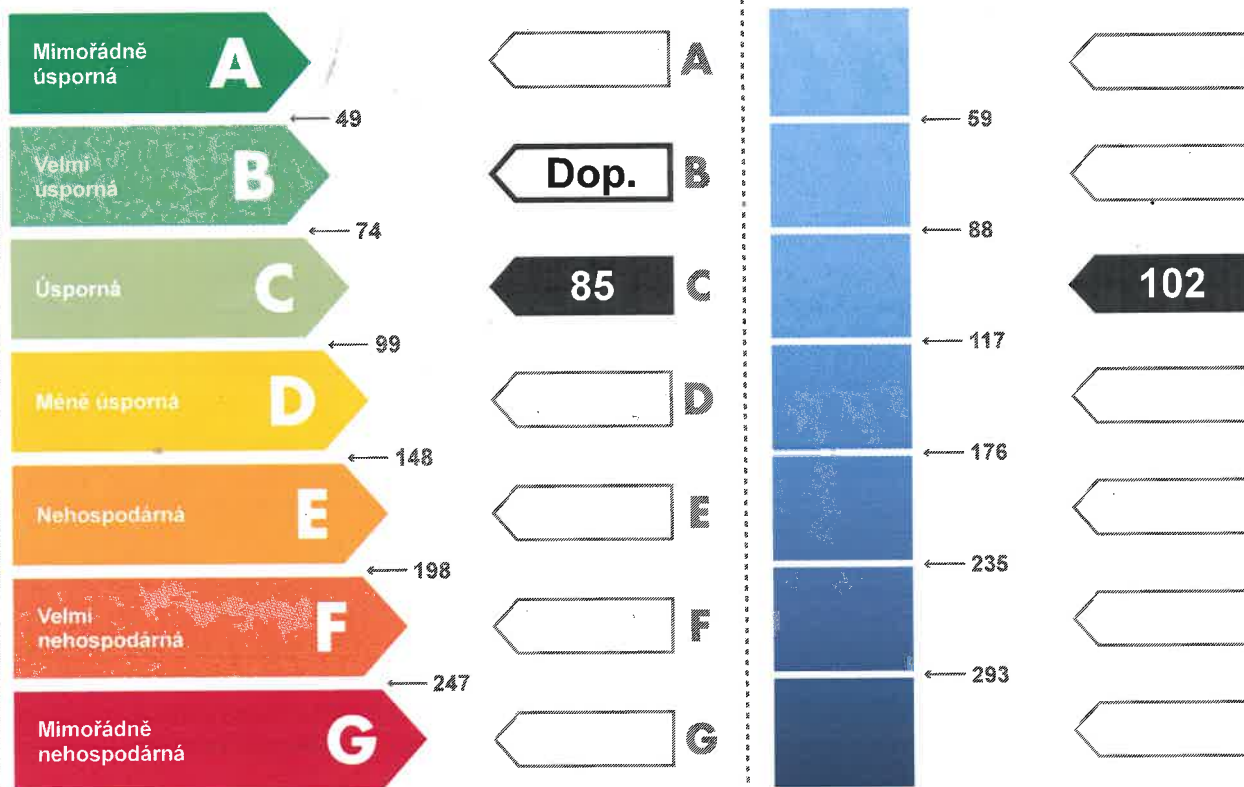 Mimořádně
úsporná
A
A
49
59
Velmi
úsporná
B
Dop.
B
74
88
Úsporná
C
85
C
102
99
117
Méně úsporná
D
D
148
176
Nehospodárná
E
E
198
235
Velmi
nehospodárná
F
F
247
293
Mimořádně
nehospodárná
G
G